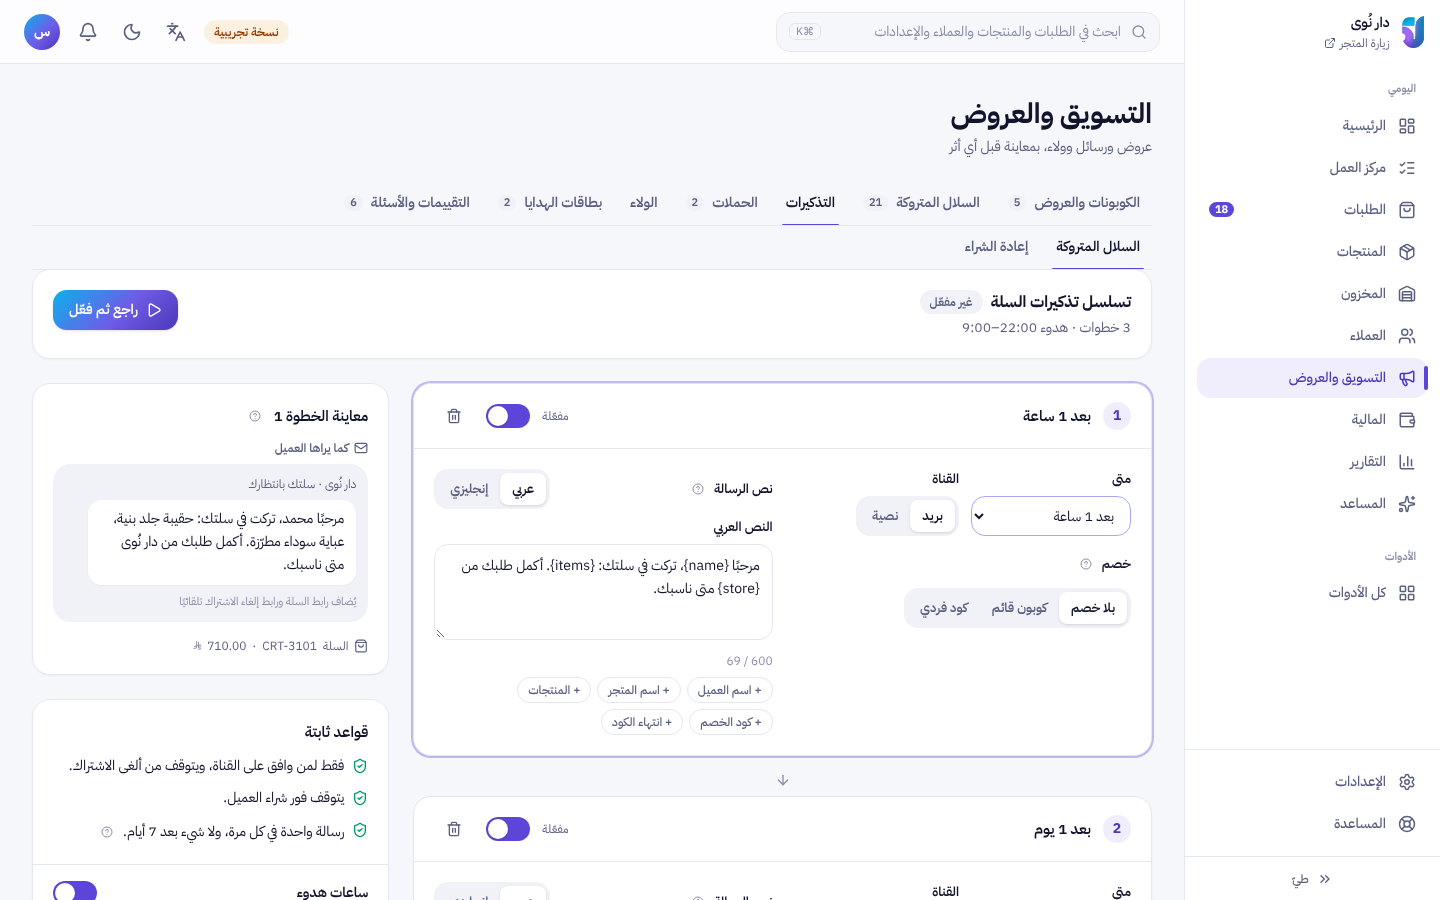 دار نُوى
زيارة المتجر
اليومي
الرئيسية
مركز العمل
الطلبات 18
المنتجات
المخزون
العملاء
التسويق والعروض
المالية
التقارير
المساعد
الأدوات
كل الأدوات
الإعدادات
المساعدة
طيّ
ابحث في الطلبات والمنتجات والعملاء والإعدادات ⌘K
نسخة تجريبية
س
التسويق والعروض
عروض ورسائل وولاء، بمعاينة قبل أي أثر
الكوبونات والعروض 5 السلال المتروكة 21 التذكيرات الحملات 2 الولاء بطاقات الهدايا 2 التقييمات والأسئلة 6
السلال المتروكة إعادة الشراء
تسلسل تذكيرات السلة غير مفعّل
3 خطوات · هدوء 22:00–9:00
راجع ثم فعّل
1 بعد 1 ساعة مفعّلة
متى
بعد 1 ساعة
القناة
بريد نصية
خصم
بلا خصم كوبون قائم كود فردي
نص الرسالة عربي إنجليزي
النص العربي
مرحبًا {name}، تركت في سلتك: {items}. أكمل طلبك من
{store} متى ناسبك.
69 / 600
+ اسم العميل + اسم المتجر + المنتجات
+ كود الخصم + انتهاء الكود
2 بعد 1 يوم مفعّلة
متى
القناة
معاينة الخطوة 1
كما يراها العميل
دار نُوى · سلتك بانتظارك
مرحبًا محمد، تركت في سلتك: حقيبة جلد بنية،
عباية سوداء مطرّزة. أكمل طلبك من دار نُوى
متى ناسبك.
يُضاف رابط السلة ورابط إلغاء الاشتراك تلقائيًا
السلة CRT-3101 · 710.00 ⃁
قواعد ثابتة
فقط لمن وافق على القناة، ويتوقف من ألغى الاشتراك.
يتوقف فور شراء العميل.
رسالة واحدة في كل مرة، ولا شيء بعد 7 أيام.
ساعات هدوء